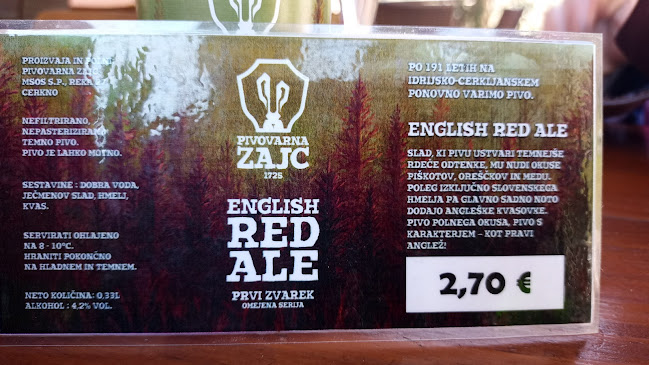 PROIZVAJA IN POLNI
PIVOVARNA ZAJC
MSOS S.P., REKA
CERKNO
NEFILTRIRANO,
NEPASTERIZIRANO
TEMNO PIVO.
PIVO JE LAHKO MOTNO.
SESTAVINE : DOBRA VODA,
JEČMENOV SLAD, HMELJ,
KVAS.
SERVIRATI OHLAJENO
NA 8 - 10°C.
HRANITI POKONČNO
NA HLADNEM IN TEMNEM.
NETO KOLIČINA: 0,33L
ALKOHOL : 4,2% VOL.
PIVOVARNA
ZAJC
1725
ENGLISH
RED
ALE
PRVI ZVAREK
OMEJENA SERIJA
PO 191 LETIH NA
IDRIJSKO-CERKLJANSKEM
PONOVNO VARIMO PIVO.
ENGLISH RED ALE
SLAD, KI PIVU USTVARI TEMNEJŠE
RDEČE ODTENKE, MU NUDI OKUSE
PIŠKOTOV, OREŠČKOV IN MEDU.
POLEG IZKLJUČNO SLOVENSKEGA
HMELJA PA GLAVNO SADNO NOTO
DODAJO ANGLEŠKE KVASOVKE.
PIVO POLNEGA OKUSA, PIVO S
KARAKTERJEM – KOT PRAVI
ANGLEŽ!
2,70 €